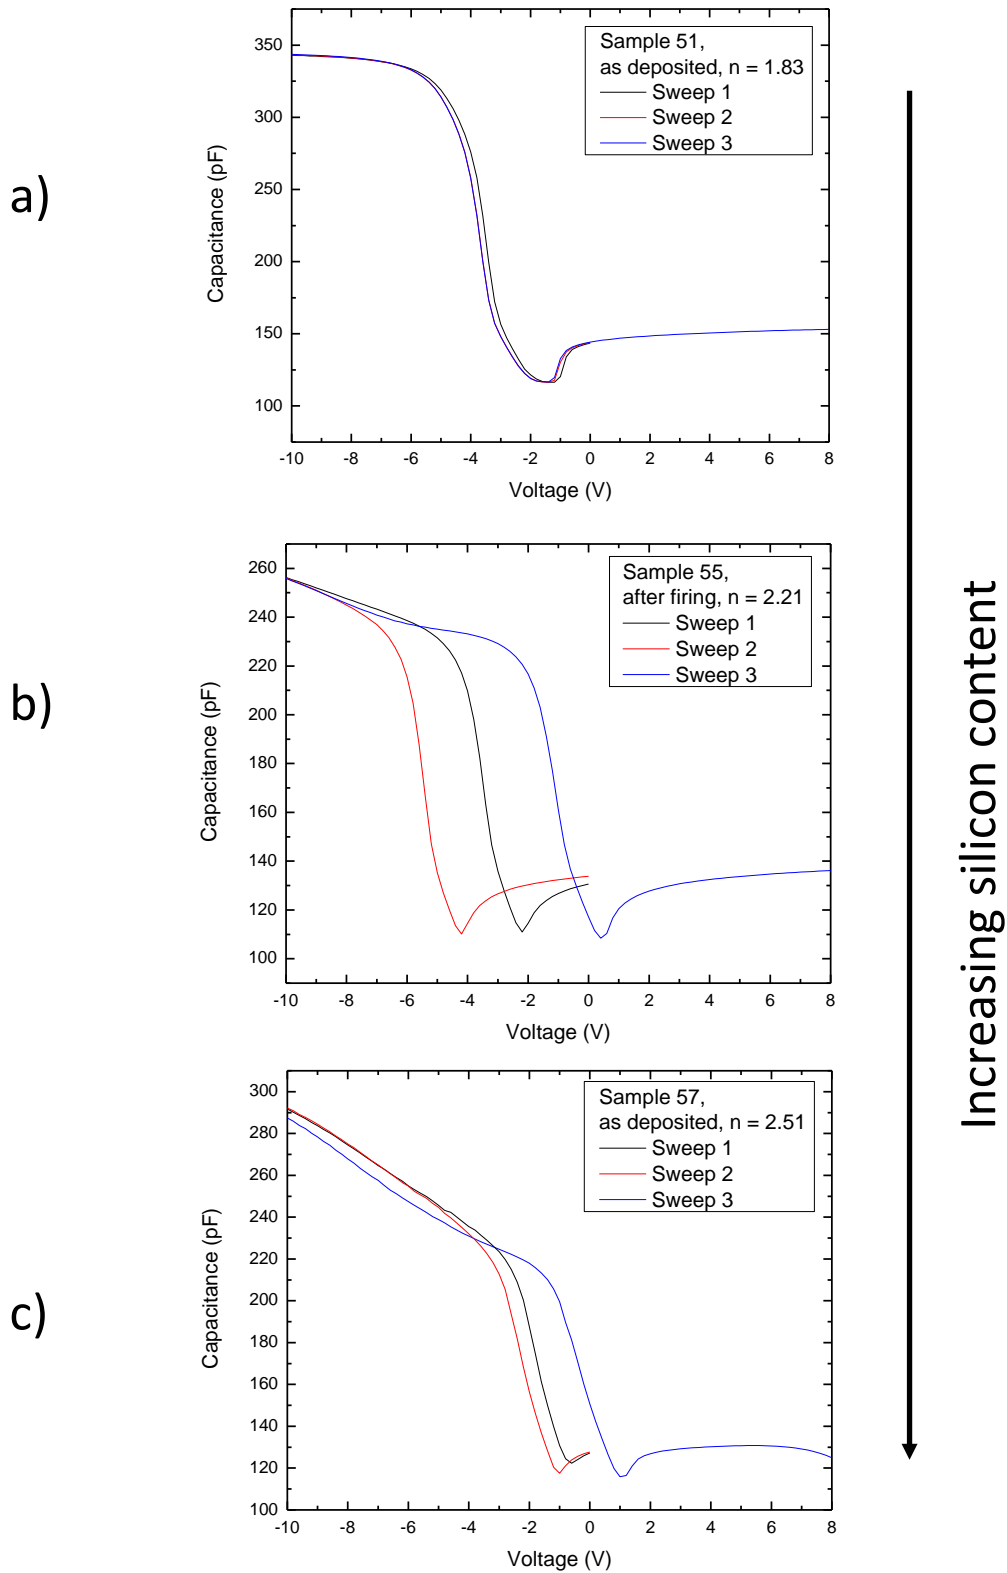 a)
Capacitance (pF)
350
300
250
200
150
100
-10 -8 -6 -4 -2 0 2 4 6 8
Voltage (V)
Sample 51,
as deposited, n = 1.83
Sweep 1
Sweep 2
Sweep 3
b)
Capacitance (pF)
260
240
220
200
180
160
140
120
100
-10 -8 -6 -4 -2 0 2 4 6 8
Voltage (V)
Sample 55,
after firing, n = 2.21
Sweep 1
Sweep 2
Sweep 3
c)
Capacitance (pF)
300
280
260
240
220
200
180
160
140
120
100
-10 -8 -6 -4 -2 0 2 4 6 8
Voltage (V)
Sample 57,
as deposited, n = 2.51
Sweep 1
Sweep 2
Sweep 3
Increasing silicon content